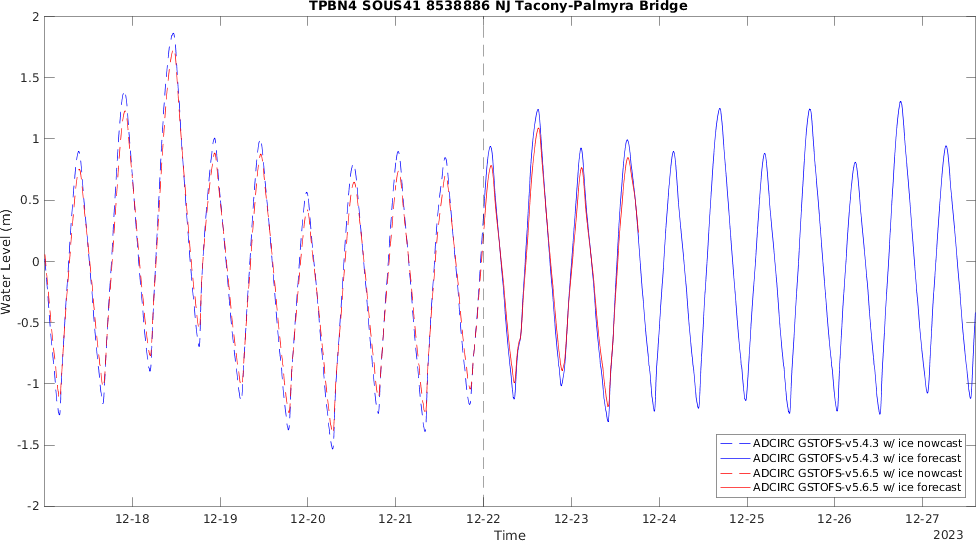 TPBN4 SOUS41 8538886 NJ Tacony-Palmyra Bridge
2
1.5
1
0.5
0
-0.5
-1
-1.5
-2
Water Level (m)
ADCIRC GSTOFS-v5.4.3 w/ ice nowcast
ADCIRC GSTOFS-v5.4.3 w/ ice forecast
ADCIRC GSTOFS-v5.6.5 w/ ice nowcast
ADCIRC GSTOFS-v5.6.5 w/ ice forecast
12-18 12-19 12-20 12-21 12-22 12-23 12-24 12-25 12-26 12-27
Time
2023